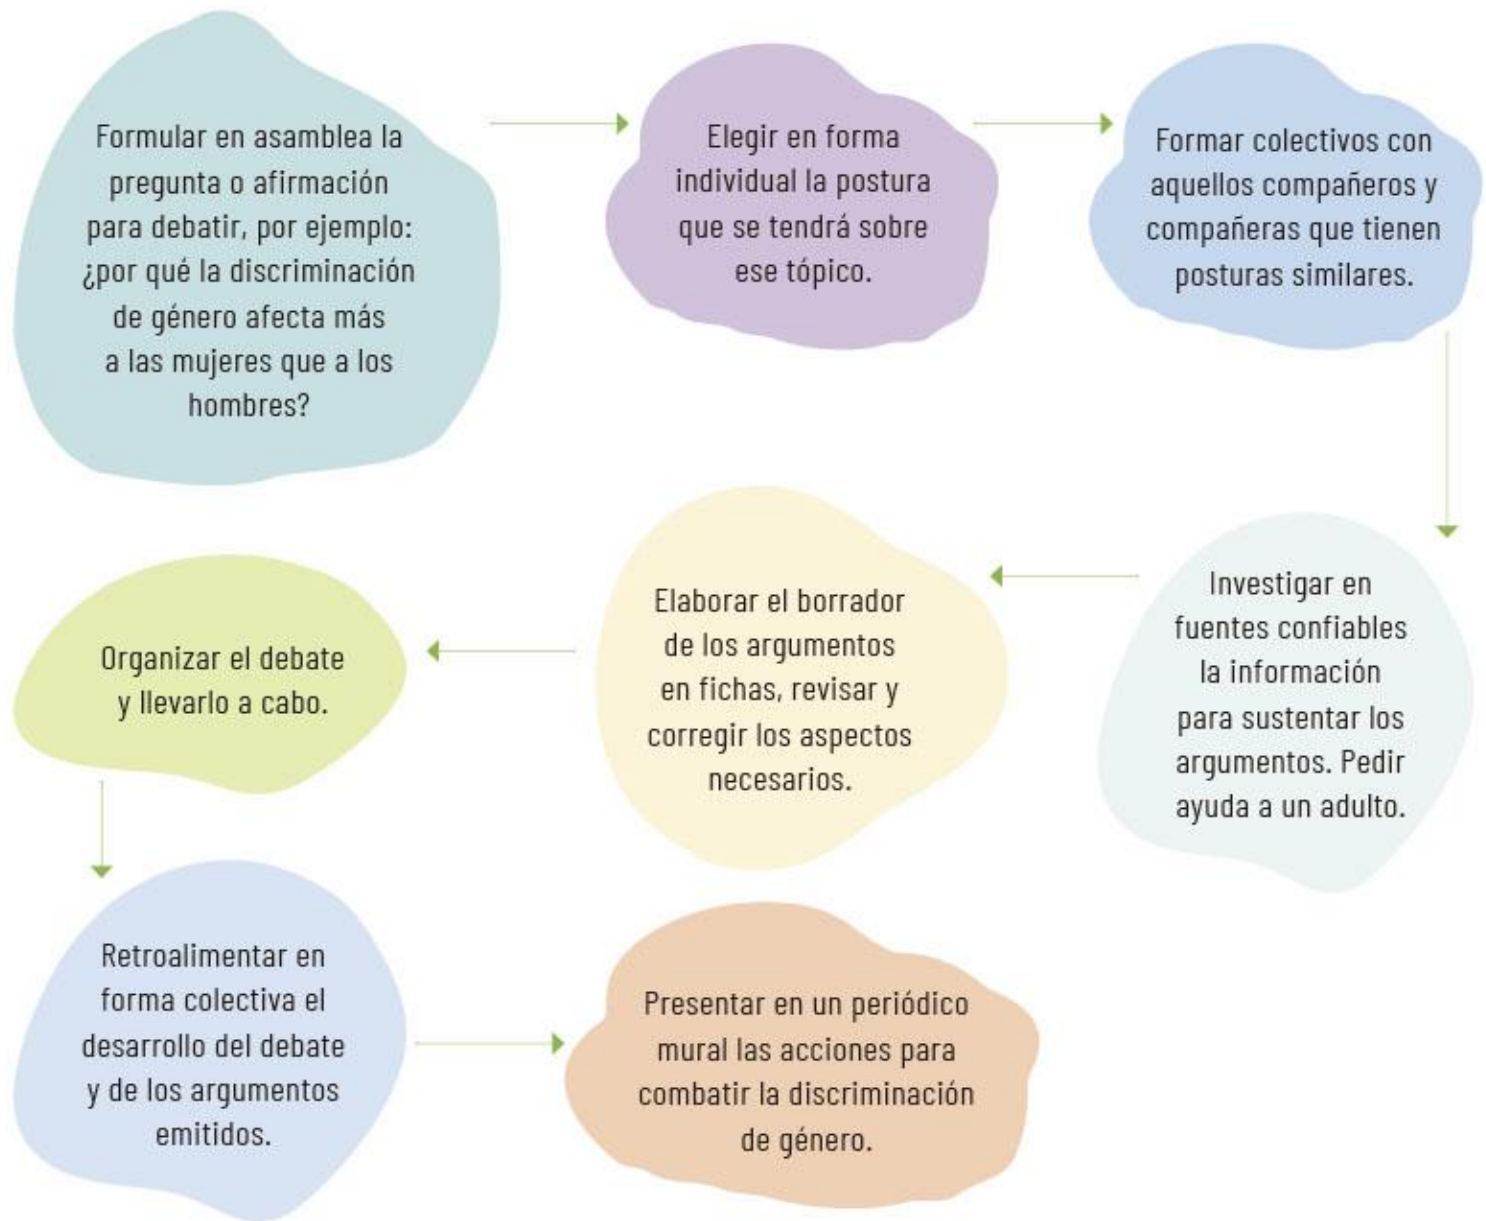 Formular en asamblea la
pregunta o afirmación
para debatir, por ejemplo:
¿por qué la discriminación
de género afecta más
a las mujeres que a los
hombres?
Elegir en forma
individual la postura
que se tendrá sobre
ese tópico.
Formar colectivos con
aquellos compañeros y
compañeras que tienen
posturas similares.
Investigar en
fuentes confiables
la información
para sustentar los
argumentos. Pedir
ayuda a un adulto.
Elaborar el borrador
de los argumentos
en fichas, revisar y
corregir los aspectos
necesarios.
Organizar el debate
y llevarlo a cabo.
Retroalimentar en
forma colectiva el
desarrollo del debate
y de los argumentos
emitidos.
Presentar en un periódico
mural las acciones para
combatir la discriminación
de género.